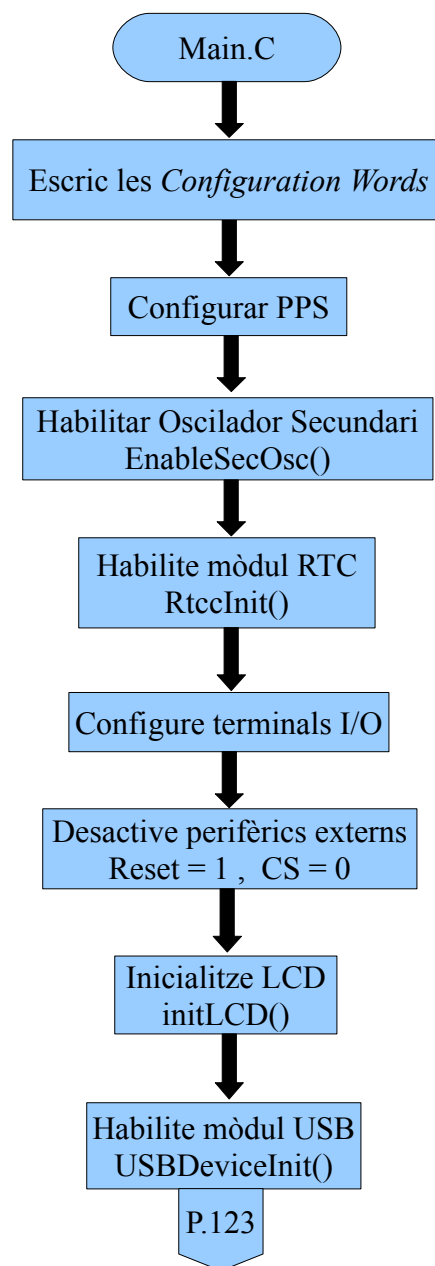 Main.C
Escric les Configuration Words
Configurar PPS
Habilitar Oscilador Secundari
EnableSecOsc()
Habilite mòdul RTC
RtccInit()
Configure terminals I/O
Desactive perifèrics externs
Reset = 1 , CS = 0
Inicialitze LCD
initLCD()
Habilite mòdul USB
USBDeviceInit()
P.123